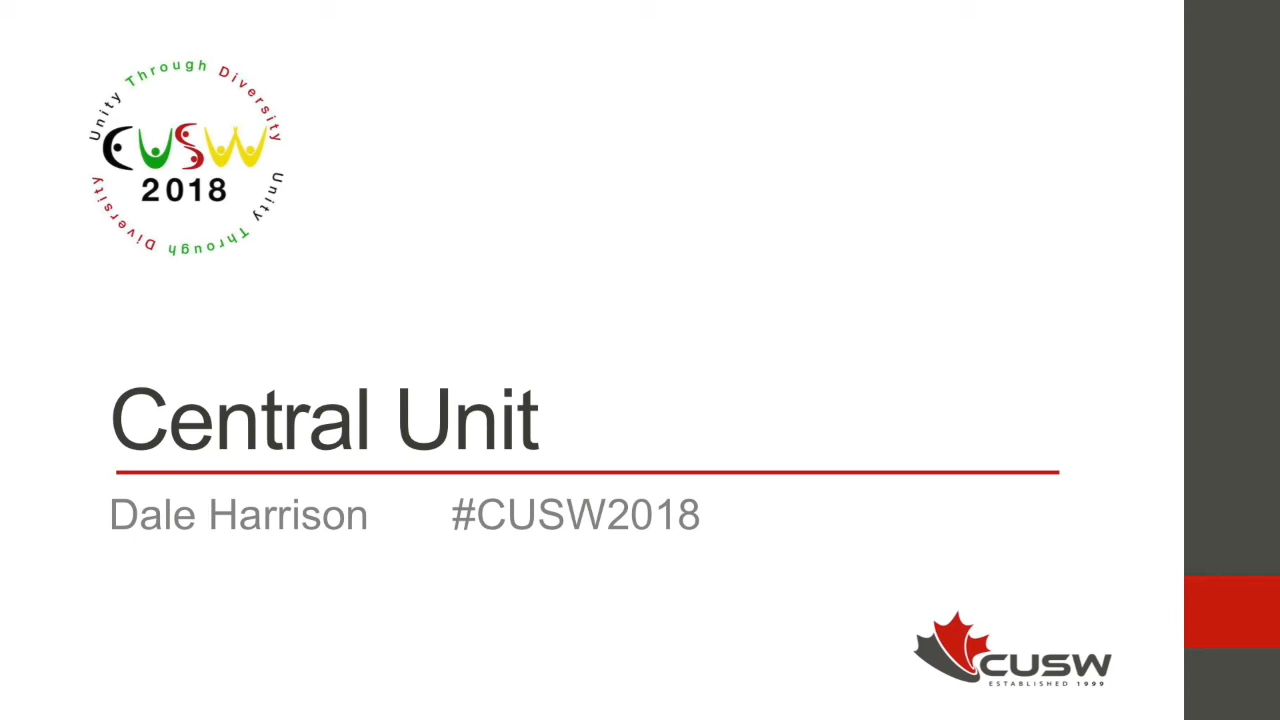 Unity Through Diversity
CUSW
2018
Unity Through Diversity
Central Unit
Dale Harrison #CUSW2018
CUSW
ESTABLISHED 1999